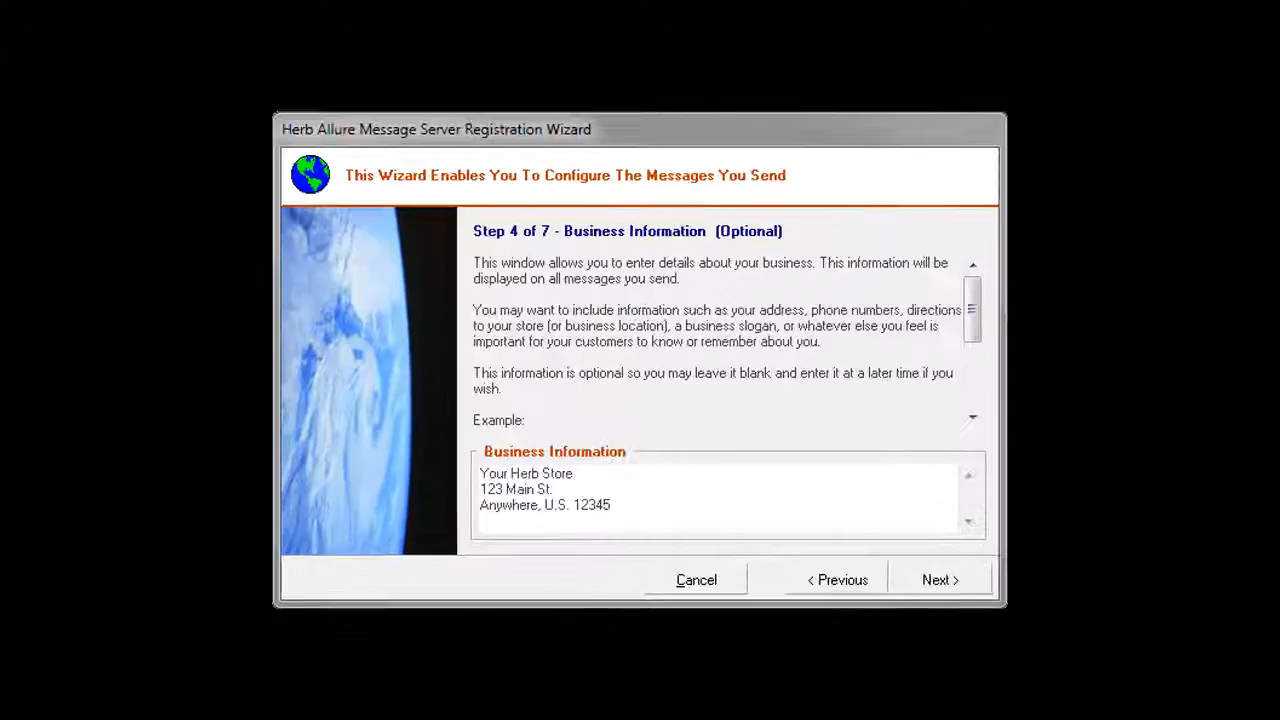 Herb Allure Message Server Registration Wizard
This Wizard Enables You To Configure The Messages You Send
Step 4 of 7 - Business Information  (Optional)
This window allows you to enter details about your business. This information will be
displayed on all messages you send.
You may want to include information such as your address, phone numbers, directions
to your store (or business location), a business slogan, or whatever else you feel is
important for your customers to know or remember about you.
This information is optional so you may leave it blank and enter it at a later time if you
wish.
Example:
Business Information
Your Herb Store
123 Main St.
Anywhere, U.S. 12345
Cancel
< Previous
Next >